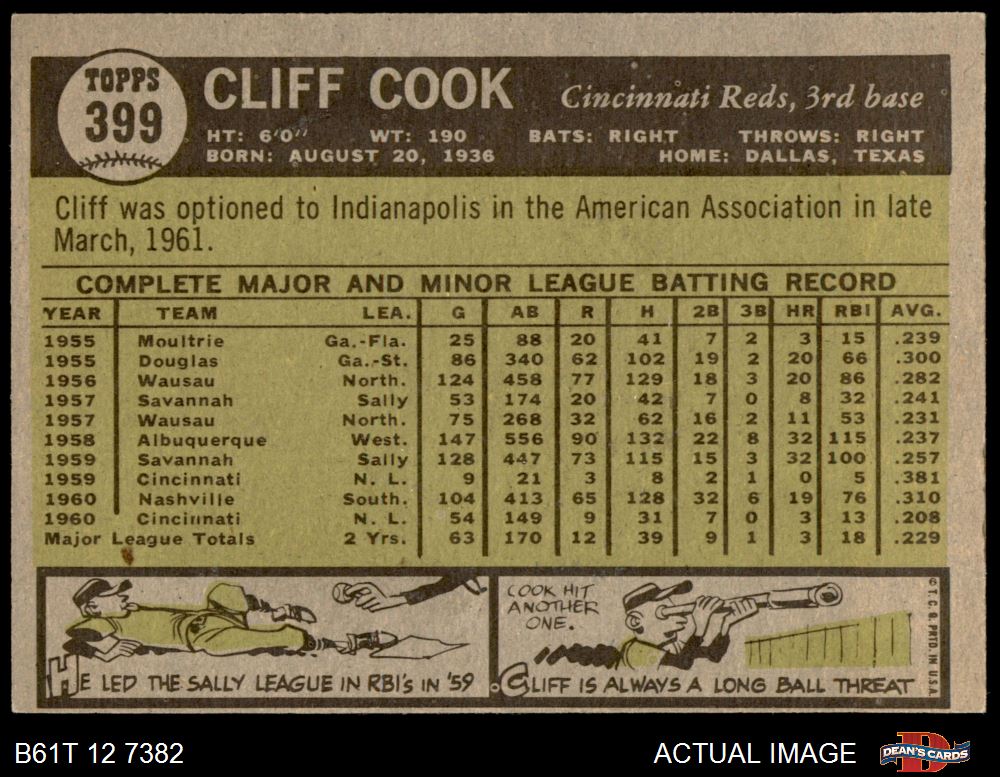 TOPPS
399
CLIFF COOK
Cincinnati Reds, 3rd base
HT: 6'0" WT: 190 BATS: RIGHT THROWS: RIGHT
BORN: AUGUST 20, 1936 HOME: DALLAS, TEXAS
Cliff was optioned to Indianapolis in the American Association in late
March, 1961.
COMPLETE MAJOR AND MINOR LEAGUE BATTING RECORD
YEAR TEAM LEA. G AB R H 2B 3B HR RBI AVG.
1955 Moultrie Ga.-Fla. 25 88 20 41 7 2 3 15 .239
1955 Douglas Ga.-St. 86 340 62 102 19 2 20 66 .300
1956 Wausau North. 124 458 77 129 18 3 20 86 .282
1957 Savannah Sally 53 174 20 42 7 0 8 32 .241
1957 Wausau North. 75 268 32 62 16 2 11 53 .231
1958 Albuquerque West. 147 556 90 132 22 8 32 115 .237
1959 Savannah Sally 128 447 73 115 15 3 32 100 .257
1959 Cincinnati N. L. 9 21 3 8 2 1 0 5 .381
1960 Nashville South. 104 413 65 128 32 6 19 76 .310
1960 Cincinnati N. L. 54 149 9 31 7 0 3 13 .208
Major League Totals 2 Yrs. 63 170 12 39 9 1 3 18 .229
HE LED THE SALLY LEAGUE IN RBI'S IN '59
COOK HIT
ANOTHER
ONE.
CLIFF IS ALWAYS A LONG BALL THREAT
© T. C. G. PRTD. IN U.S.A.
B61T 12 7382
ACTUAL IMAGE
DEAN'S CARDS